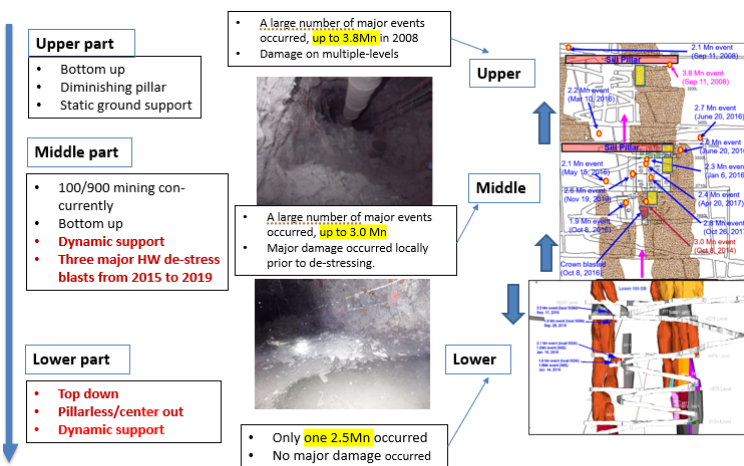 Upper part
Bottom up
Diminishing pillar
Static ground support
Middle part
100/900 mining con-
currently
Bottom up
Dynamic support
Three major HW de-stress
blasts from 2015 to 2019
Lower part
Top down
Pillarless/center out
Dynamic support
A large number of major events
occurred, up to 3.8Mn in 2008
Damage on multiple-levels
A large number of major events
occurred, up to 3.0 Mn
Major damage occurred locally
prior to de-stressing.
Only one 2.5Mn occurred
No major damage occurred
Upper
Middle
Lower
2.1 Mn event
(Sep 11, 2008)
Sill Pillar
3.8 Mn event
(Sep 11, 2008)
2.2 Mn event
(Mar 10, 2016)
2.7 Mn event
(June 20, 2016)
Sill Pillar
Mn event
(June 20, 2016)
2.1 Mn event
(May 15, 2016)
2.3 Mn event
(Jan 6, 2016)
2.6 Mn event
2.4 Mn event
(Apr 20, 2017)
1.9 Mn event
(Oct 8,
2.8 Mn event
(Oct 26,
3.0 Mn event
(Oct 8, 2014)
Crown blasted
(Oct 8, 2016)